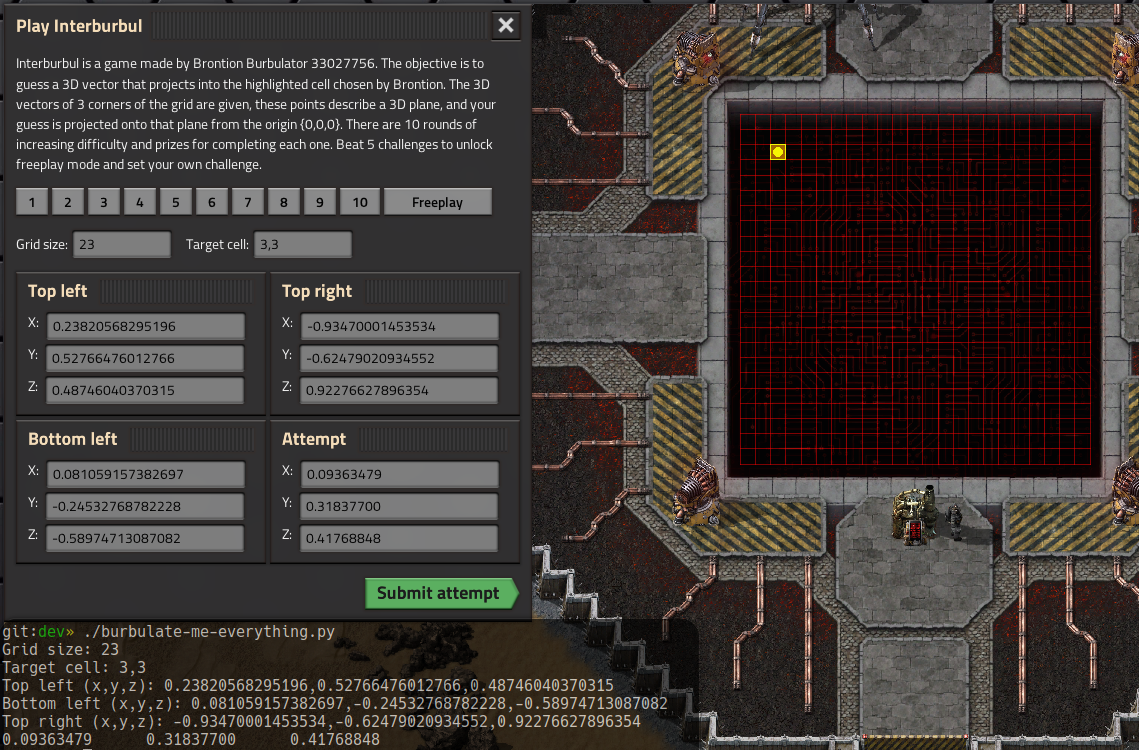 Play Interburbul
Interburbul is a game made by Brontion Burbulator 33027756. The objective is to
guess a 3D vector that projects into the highlighted cell chosen by Brontion. The 3D
vectors of 3 corners of the grid are given, these points describe a 3D plane, and your
guess is projected onto that plane from the origin {0,0,0}. There are 10 rounds of
increasing difficulty and prizes for completing each one. Beat 5 challenges to unlock
freeplay mode and set your own challenge.
1 2 3 4 5 6 7 8 9 10 Freeplay
Grid size: 23 Target cell: 3,3
Top left
X: 0.23820568295196
Y: 0.52766476012766
Z: 0.48746040370315
Top right
X: -0.93470001453534
Y: -0.62479020934552
Z: 0.92276627896354
Bottom left
X: 0.081059157382697
Y: -0.24532768782228
Z: -0.58974713087082
Attempt
X: 0.09363479
Y: 0.31837700
Z: 0.41768848
Submit attempt
git:dev» ./burbulate-me-everything.py
Grid size: 23
Target cell: 3,3
Top left (x,y,z): 0.23820568295196,0.52766476012766,0.48746040370315
Bottom left (x,y,z): 0.081059157382697,-0.24532768782228,-0.58974713087082
Top right (x,y,z): -0.93470001453534,-0.62479020934552,0.92276627896354
0.09363479 0.31837700 0.41768848